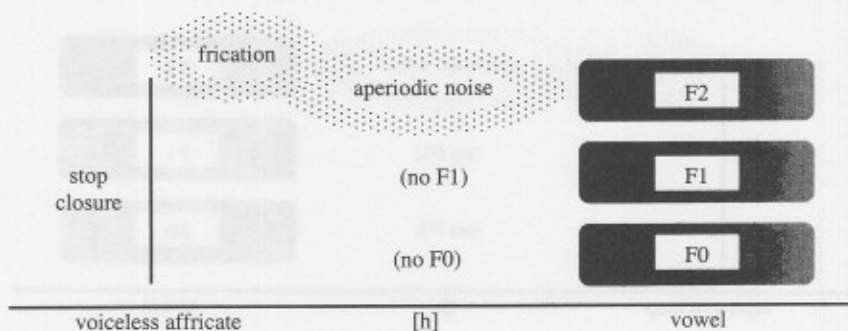 frication
aperiodic noise
F2
stop
closure
(no F1)
F1
(no F0)
F0
voiceless affricate
[h]
vowel